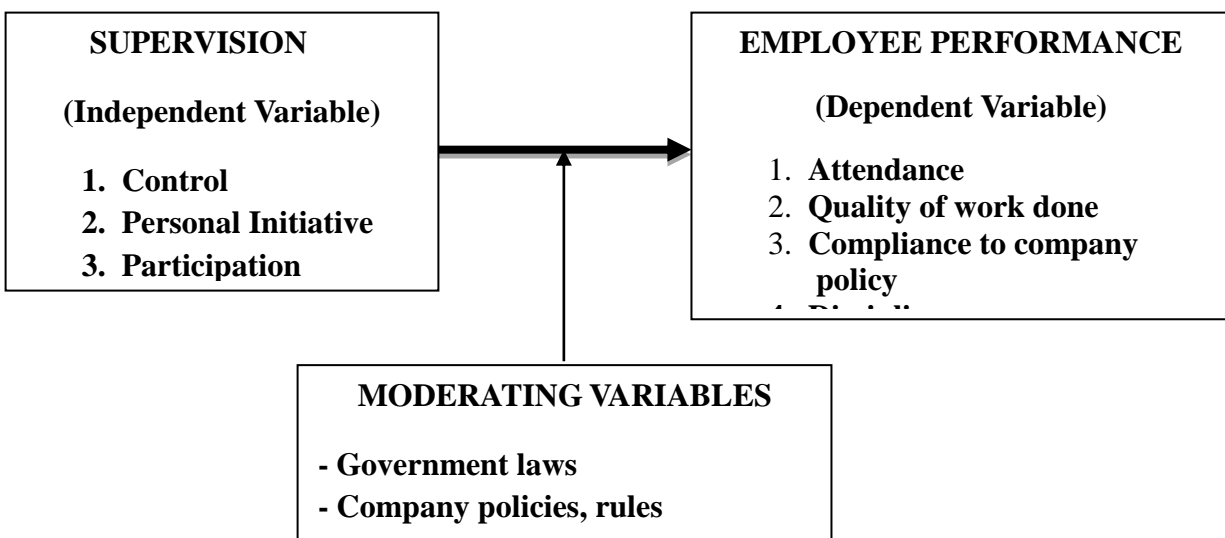 SUPERVISION
(Independent Variable)
1. Control
2. Personal Initiative
3. Participation
EMPLOYEE PERFORMANCE
(Dependent Variable)
1. Attendance
2. Quality of work done
3. Compliance to company
policy
MODERATING VARIABLES
- Government laws
- Company policies, rules